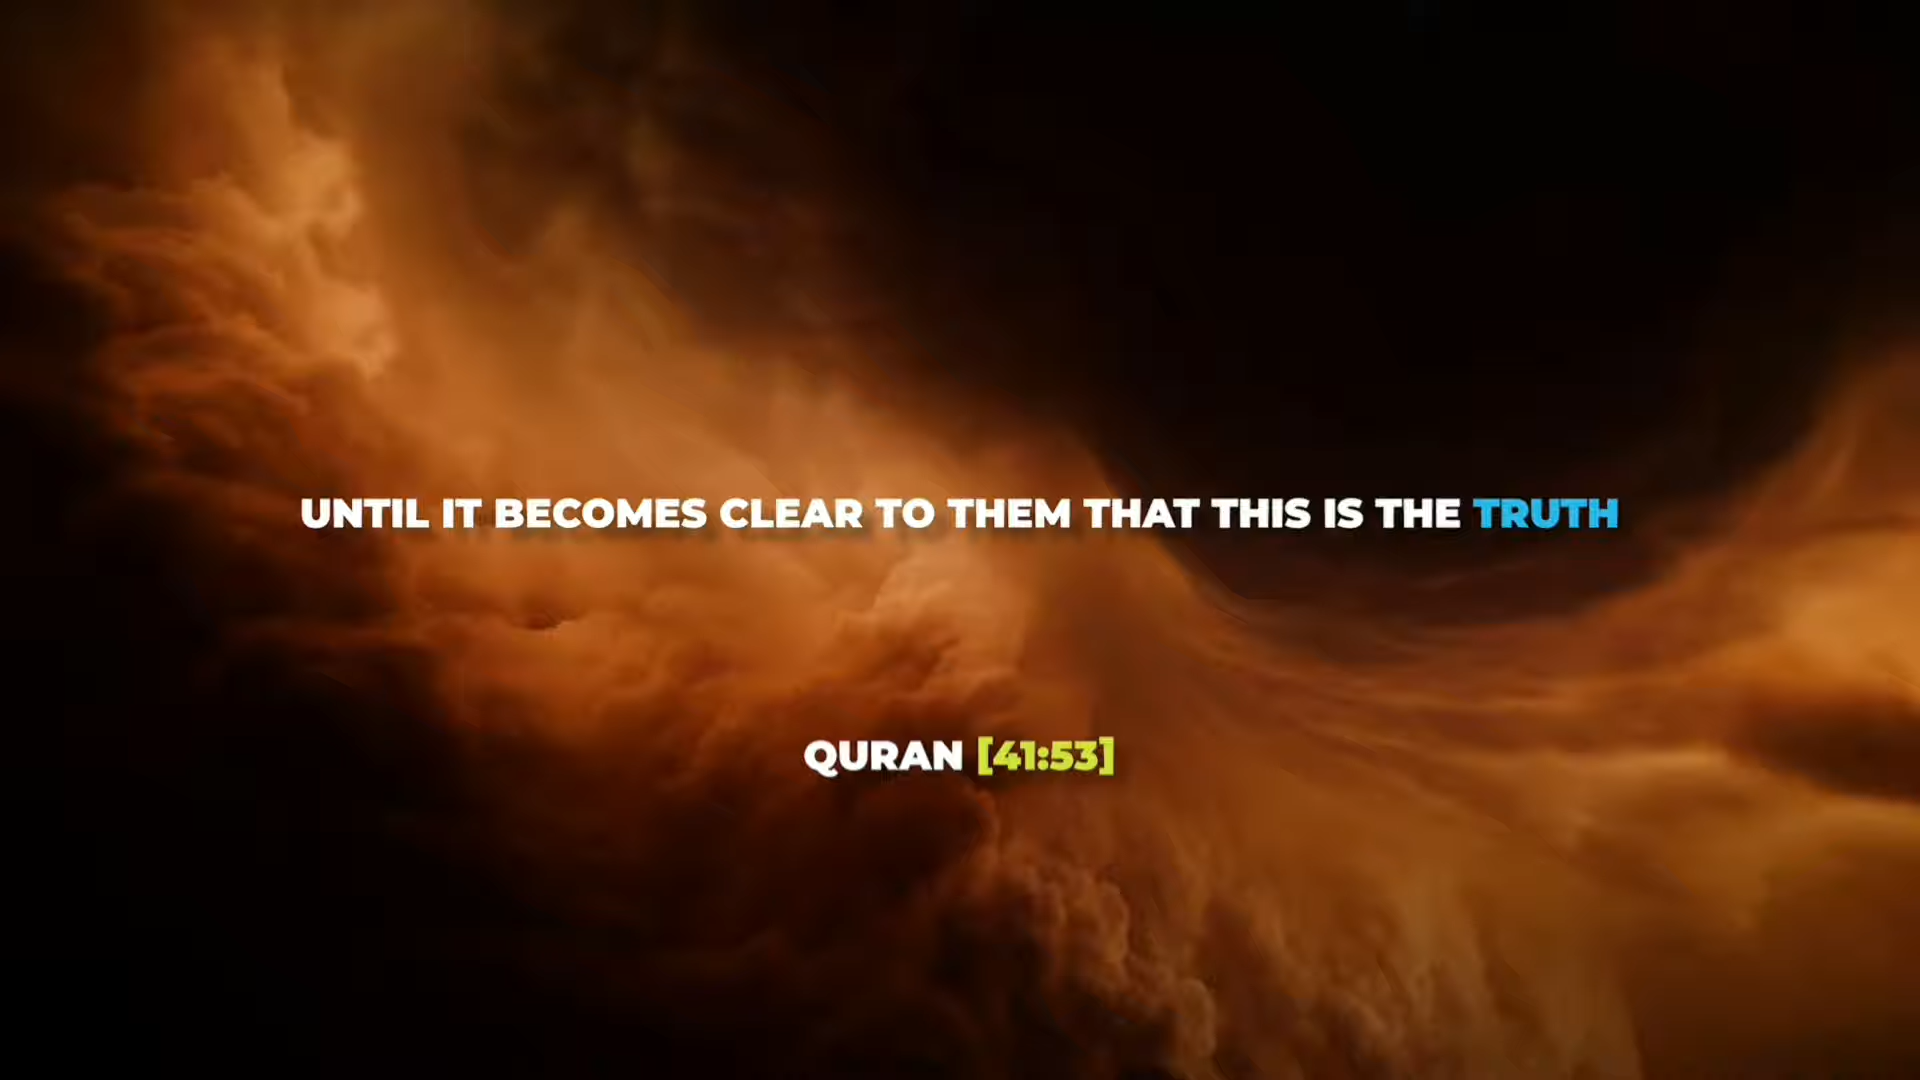 UNTIL IT BECOMES CLEAR TO THEM THAT THIS IS THE TRUTH
QURAN [41:53]